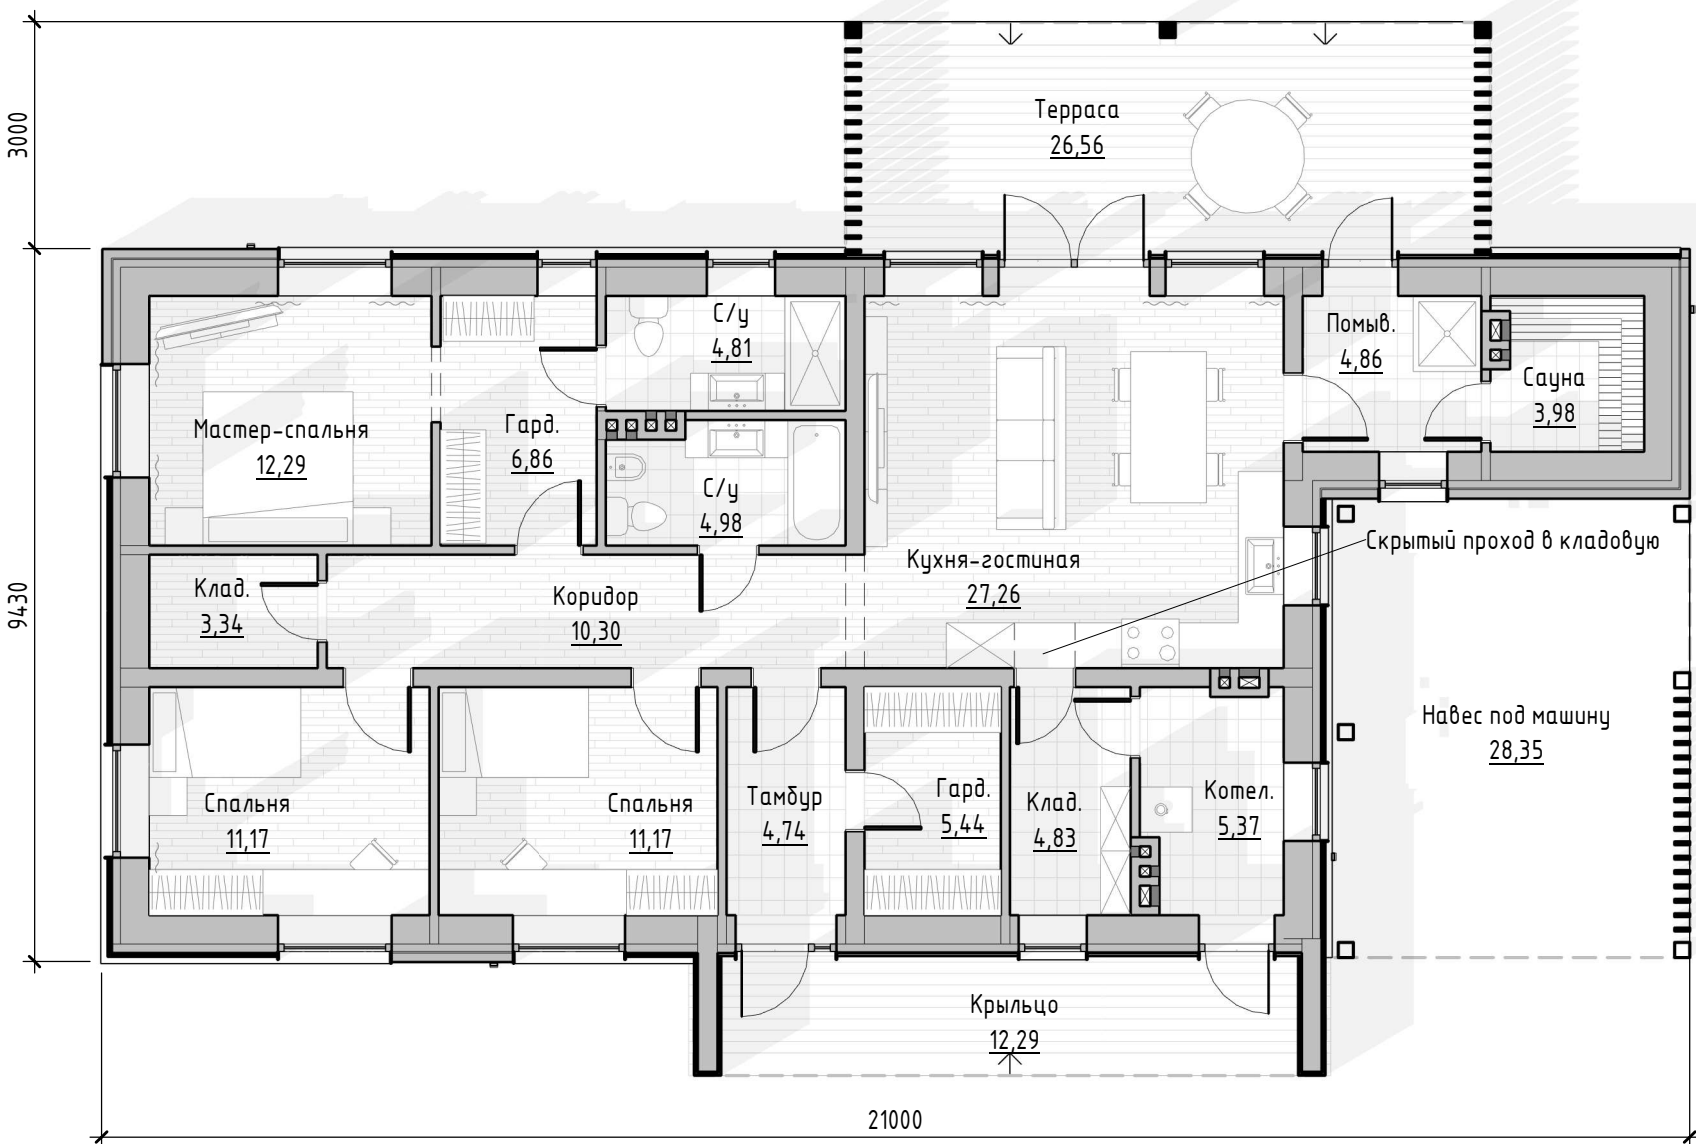 3000
Терраса
26,56
9430
Мастер-спальня
12,29
Гард.
6,86
С/у
4,81
С/у
4,98
Помыв.
4,86
Сауна
3,98
Кухня-гостиная
27,26
Скрытый проход в кладовую
Клад.
3,34
Коридор
10,30
Спальня
11,17
Спальня
11,17
Тамбур
4,74
Гард.
5,44
Клад.
4,83
Котел.
5,37
Навес под машину
28,35
Крыльцо
12,29
21000